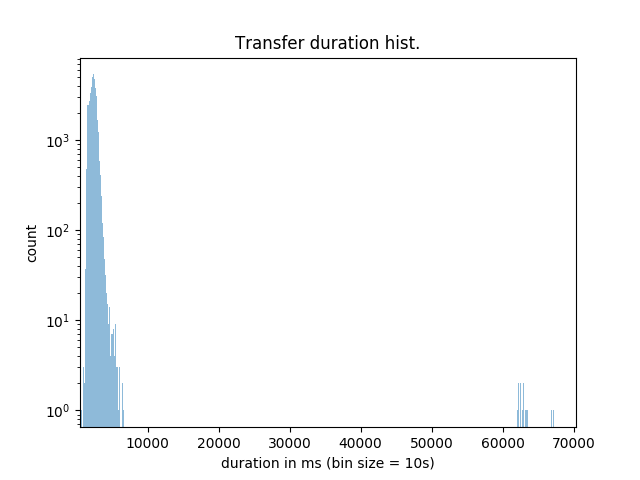 Transfer duration hist.
count
10³
10²
10¹
10⁰
10000 20000 30000 40000 50000 60000 70000
duration in ms (bin size = 10s)